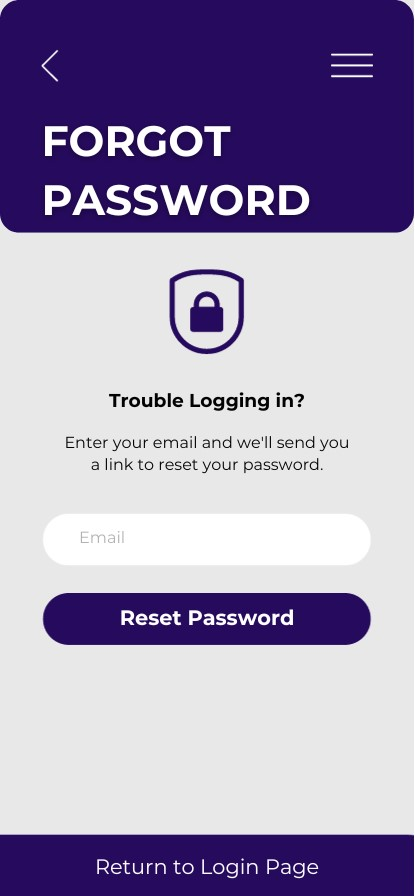 FORGOT
PASSWORD
Trouble Logging in?
Enter your email and we'll send you
a link to reset your password.
Email
Reset Password
Return to Login Page